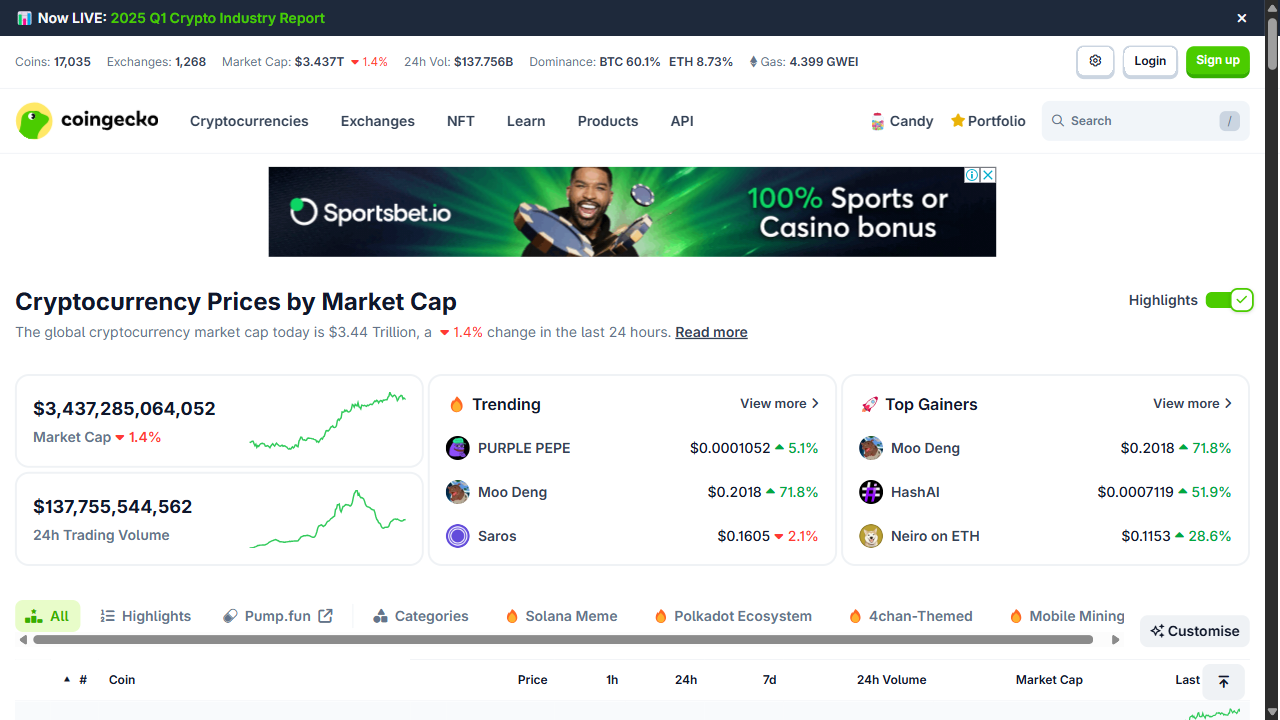 Now LIVE: 2025 Q1 Crypto Industry Report
Coins: 17,035 Exchanges: 1,268 Market Cap: $3.437T 1.4% 24h Vol: $137.756B Dominance: BTC 60.1% ETH 8.73% Gas: 4.399 GWEI
Login
Sign up
coingecko
Cryptocurrencies Exchanges NFT Learn Products API
Candy Portfolio
Search /
Sportsbet.io
100% Sports or
Casino bonus
Cryptocurrency Prices by Market Cap
Highlights
The global cryptocurrency market cap today is $3.44 Trillion, a 1.4% change in the last 24 hours. Read more
$3,437,285,064,052
Market Cap 1.4%
$137,755,544,562
24h Trading Volume
Trending View more
PURPLE PEPE $0.0001052 5.1%
Moo Deng $0.2018 71.8%
Saros $0.1605 2.1%
Top Gainers View more
Moo Deng $0.2018 71.8%
HashAI $0.0007119 51.9%
Neiro on ETH $0.1153 28.6%
All Highlights Pump.fun Categories Solana Meme Polkadot Ecosystem 4chan-Themed Mobile Mining
Customise
# Coin Price 1h 24h 7d 24h Volume Market Cap Last